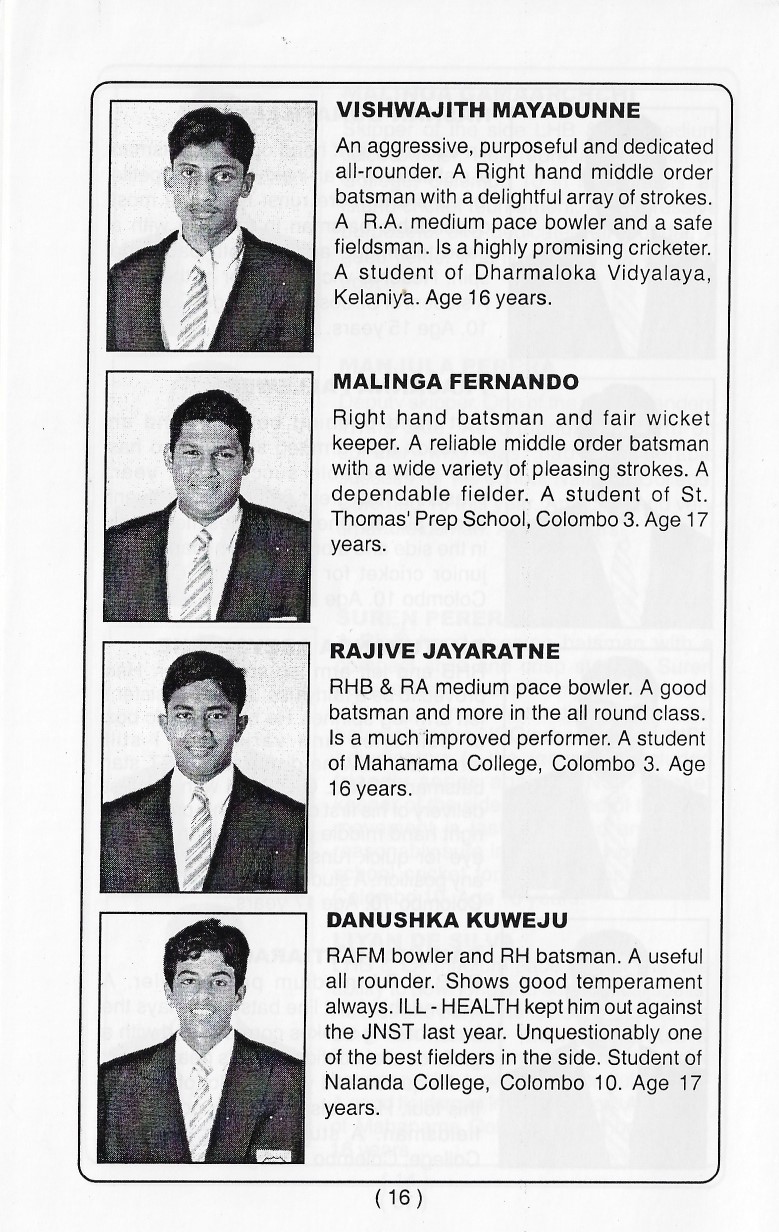 VISHWAJITH MAYADUNNE
An aggressive, purposeful and dedicated
all-rounder. A Right hand middle order
batsman with a delightful array of strokes.
A R.A. medium pace bowler and a safe
fieldsman. Is a highly promising cricketer.
A student of Dharmaloka Vidyalaya,
Kelaniya. Age 16 years.
MALINGA FERNANDO
Right hand batsman and fair wicket
keeper. A reliable middle order batsman
with a wide variety of pleasing strokes. A
dependable fielder. A student of St.
Thomas' Prep School, Colombo 3. Age 17
years.
RAJIVE JAYARATNE
RHB & RA medium pace bowler. A good
batsman and more in the all round class.
Is a much improved performer. A student
of Mahanama College, Colombo 3. Age
16 years.
DANUSHKA KUWEJU
RAFM bowler and RH batsman. A useful
all rounder. Shows good temperament
always. ILL - HEALTH kept him out against
the JNST last year. Unquestionably one
of the best fielders in the side. Student of
Nalanda College, Colombo 10. Age 17
years.
( 16 )